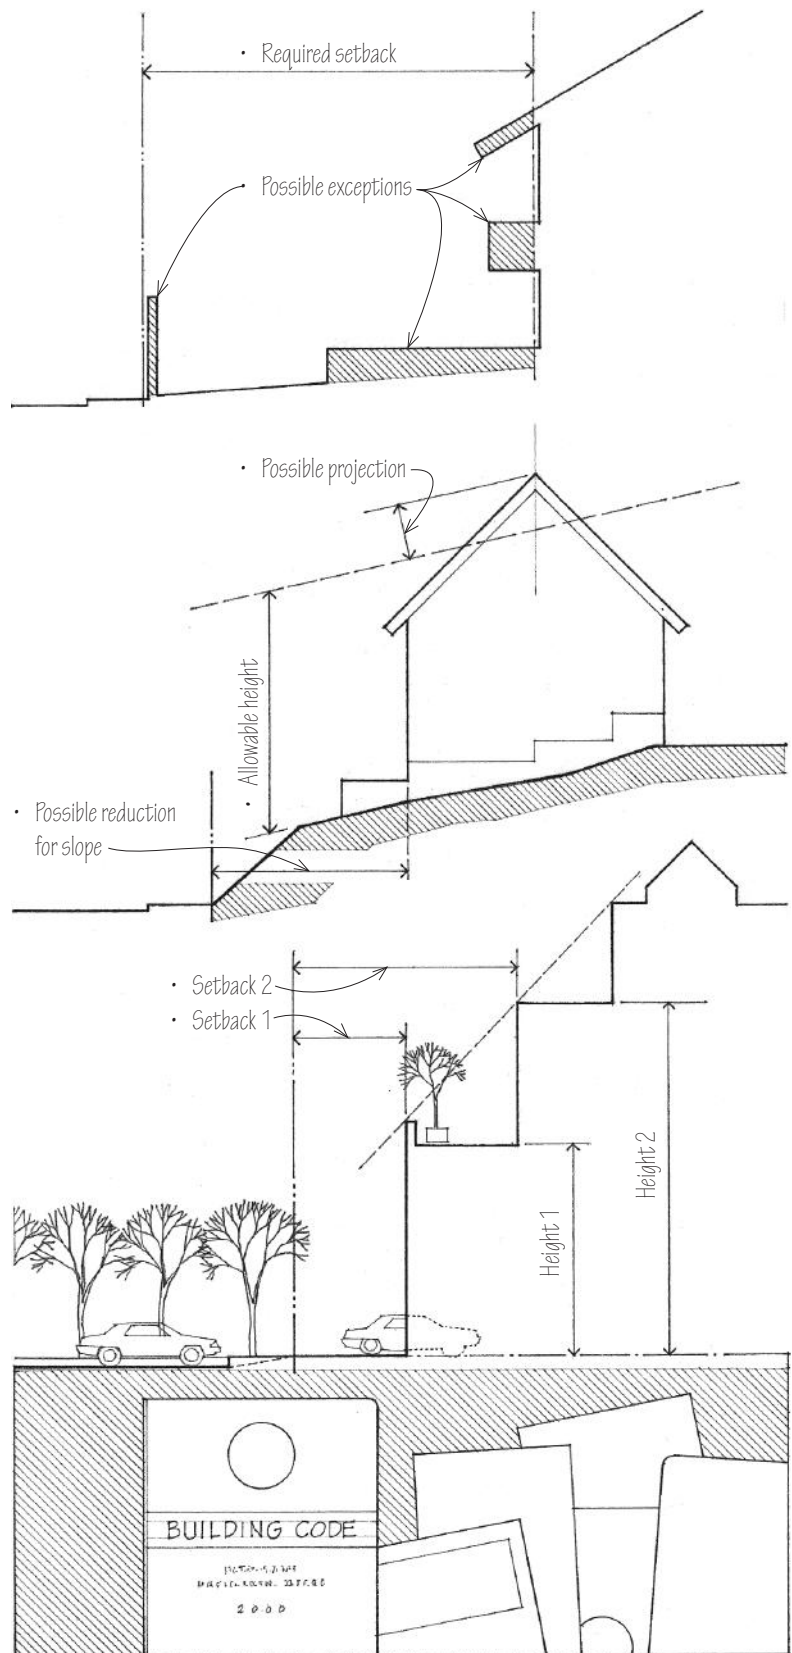 • Required setback
• Possible exceptions
• Possible projection
• Allowable height
• Possible reduction
for slope
• Setback 2
• Setback 1
Height 2
Height 1
BUILDING CODE
2000